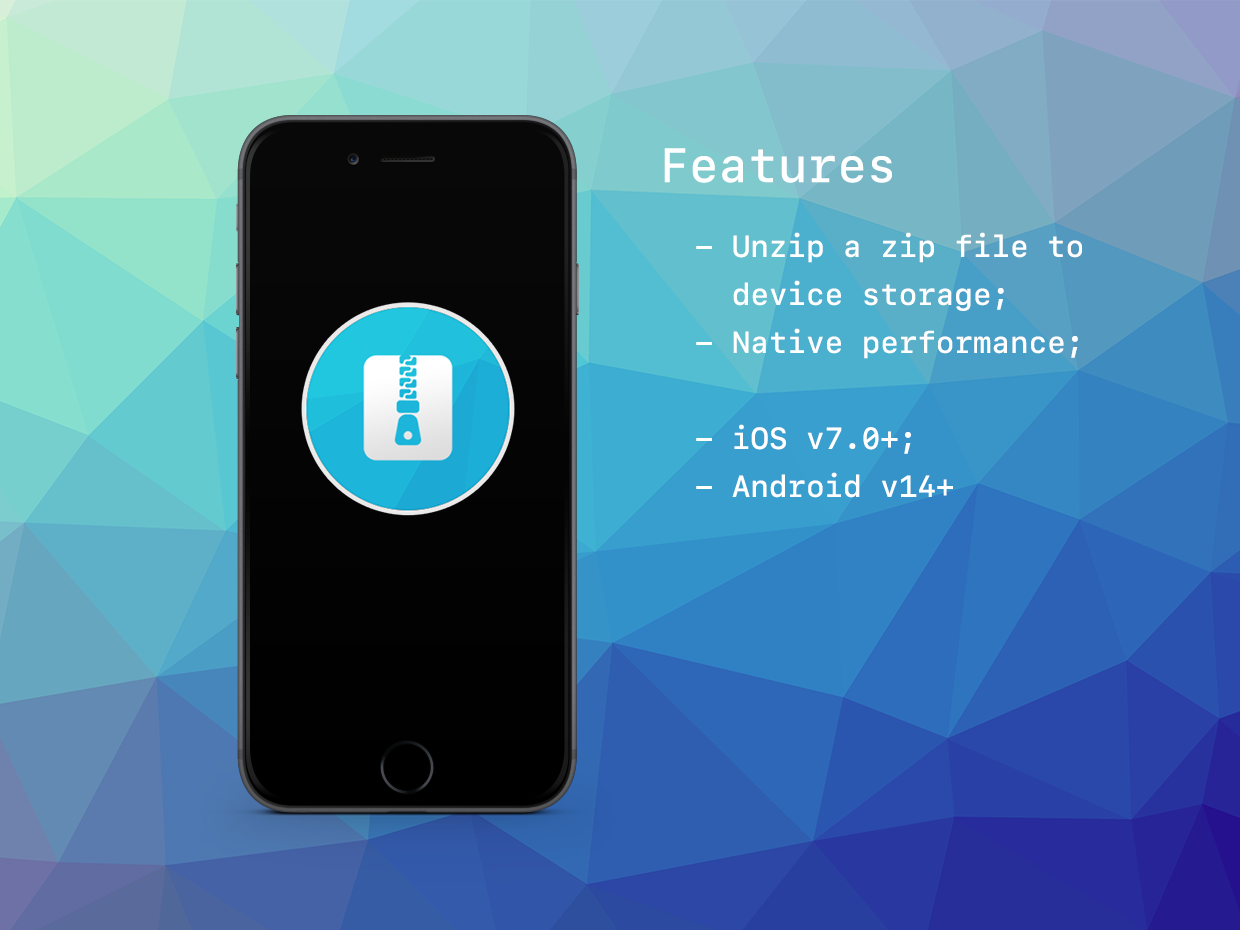 Features
– Unzip a zip file to
device storage;
– Native performance;
– iOS v7.0+;
– Android v14+